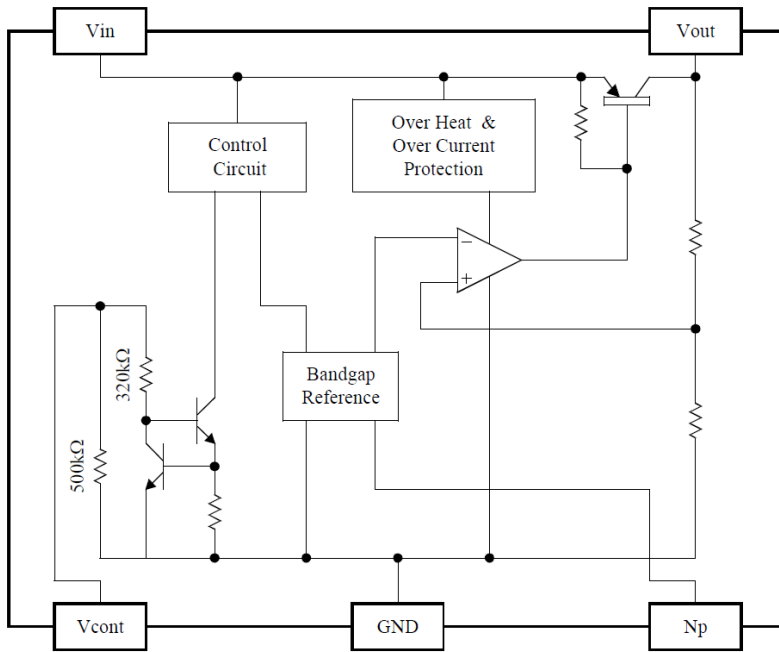 Vin
Vout
Control
Circuit
Over Heat &
Over Current
Protection
−
+
320kΩ
500kΩ
Bandgap
Reference
Vcont
GND
Np